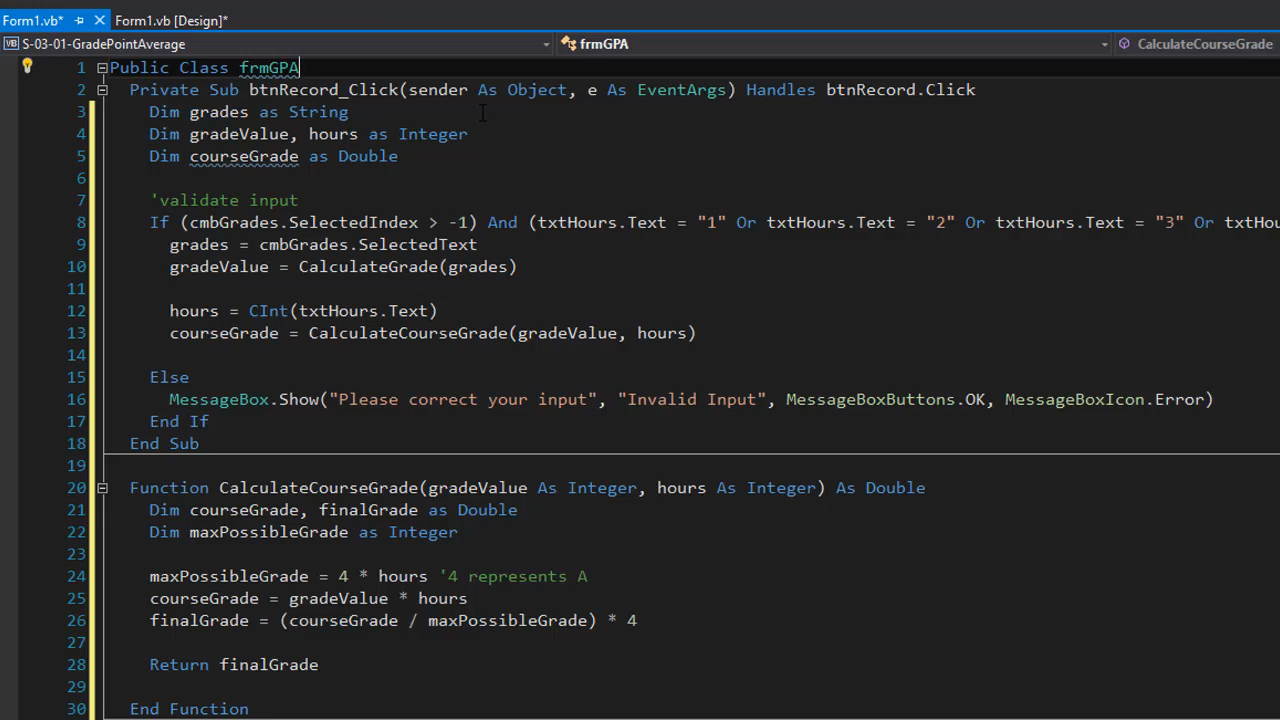 Form1.vb* Form1.vb [Design]*
VB S-03-01-GradePointAverage frmGPA CalculateCourseGrade
1 Public Class frmGPA
2 Private Sub btnRecord_Click(sender As Object, e As EventArgs) Handles btnRecord.Click
3 Dim grades as String
4 Dim gradeValue, hours as Integer
5 Dim courseGrade as Double
6
7 'validate input
8 If (cmbGrades.SelectedIndex > -1) And (txtHours.Text = "1" Or txtHours.Text = "2" Or txtHours.Text = "3" Or txtHou
9 grades = cmbGrades.SelectedText
10 gradeValue = CalculateGrade(grades)
11
12 hours = CInt(txtHours.Text)
13 courseGrade = CalculateCourseGrade(gradeValue, hours)
14
15 Else
16 MessageBox.Show("Please correct your input", "Invalid Input", MessageBoxButtons.OK, MessageBoxIcon.Error)
17 End If
18 End Sub
19
20 Function CalculateCourseGrade(gradeValue As Integer, hours As Integer) As Double
21 Dim courseGrade, finalGrade as Double
22 Dim maxPossibleGrade as Integer
23
24 maxPossibleGrade = 4 * hours '4 represents A
25 courseGrade = gradeValue * hours
26 finalGrade = (courseGrade / maxPossibleGrade) * 4
27
28 Return finalGrade
29
30 End Function